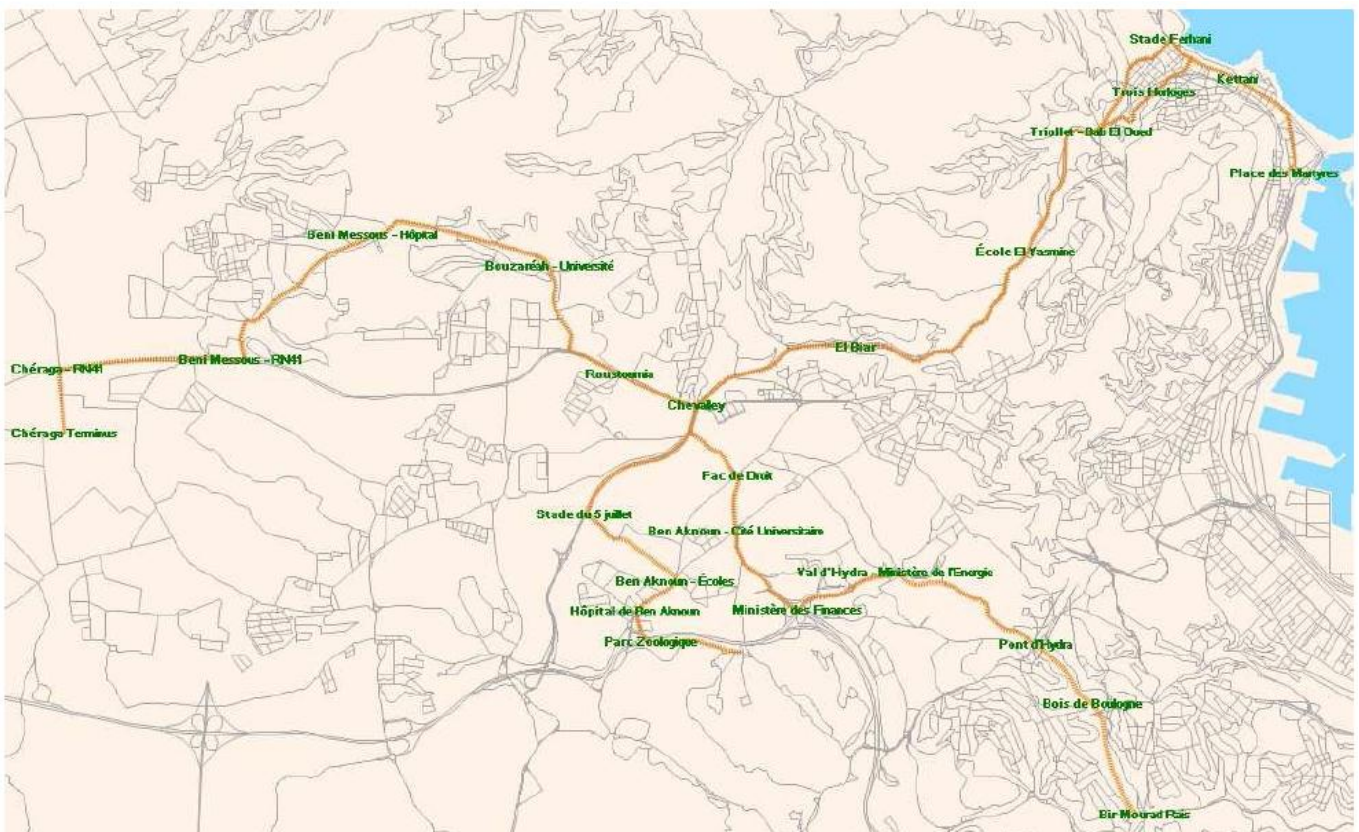 Stade Ferhani
Kettani
Trois Horloges
Triollet - Bab El Oued
Place des Martyres
Beni Messous - Hôpital
École El Yasmine
Bouzaréah - Université
El Biar
Beni Messous - RN41
Chéraga - RN41
Roustoumia
Chevalley
Chéraga Terminus
Fac de Droit
Stade du 5 juillet
Ben Aknoun - Cité Universitaire
Val d'Hydra - Ministère de l'Energie
Ben Aknoun - Écoles
Hôpital de Ben Aknoun
Ministère des Finances
Parc Zoologique
Pont d'Hydra
Bois de Boulogne
Bir Mourad Rais